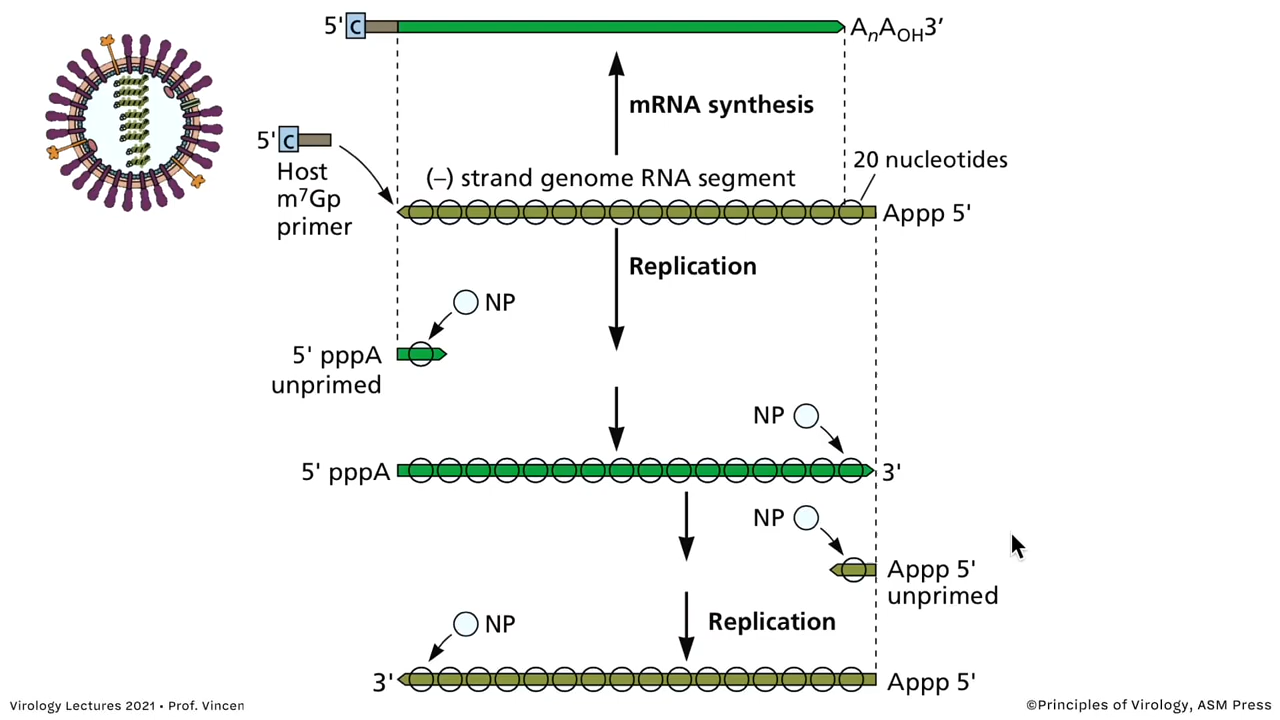 5' c AₙA_OH3'
mRNA synthesis
5' c
Host
m⁷Gp
primer
(–) strand genome RNA segment
20 nucleotides
Appp 5'
Replication
NP
5' pppA
unprimed
NP
5' pppA 3'
NP
Appp 5'
unprimed
Replication
NP
3' Appp 5'
Virology Lectures 2021 • Prof. Vincen
©Principles of Virology, ASM Press